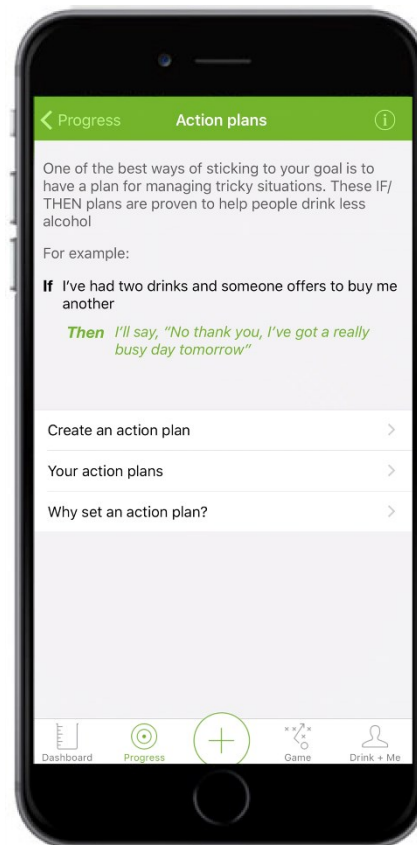 Progress
Action plans
i
One of the best ways of sticking to your goal is to
have a plan for managing tricky situations. These IF/
THEN plans are proven to help people drink less
alcohol
For example:
If I've had two drinks and someone offers to buy me
another
Then I'll say, "No thank you, I've got a really
busy day tomorrow"
Create an action plan
Your action plans
Why set an action plan?
Dashboard
Progress
Game
Drink + Me